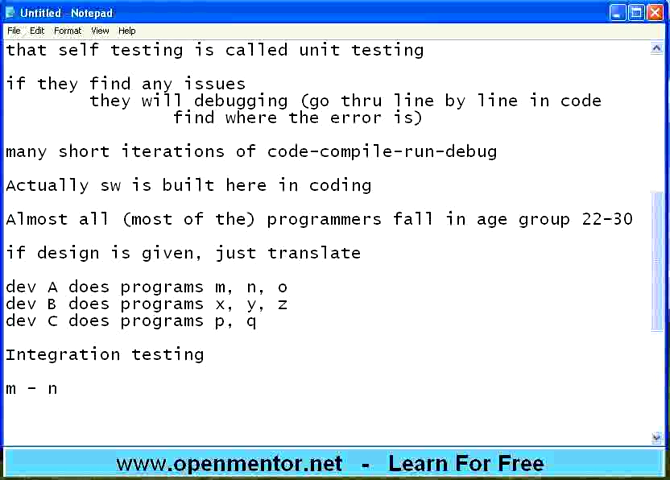 Untitled - Notepad
File Edit Format View Help
that self testing is called unit testing
if they find any issues
they will debugging (go thru line by line in code
find where the error is)
many short iterations of code-compile-run-debug
Actually sw is built here in coding
Almost all (most of the) programmers fall in age group 22-30
if design is given, just translate
dev A does programs m, n, o
dev B does programs x, y, z
dev C does programs p, q
Integration testing
m - n
www.openmentor.net - Learn For Free